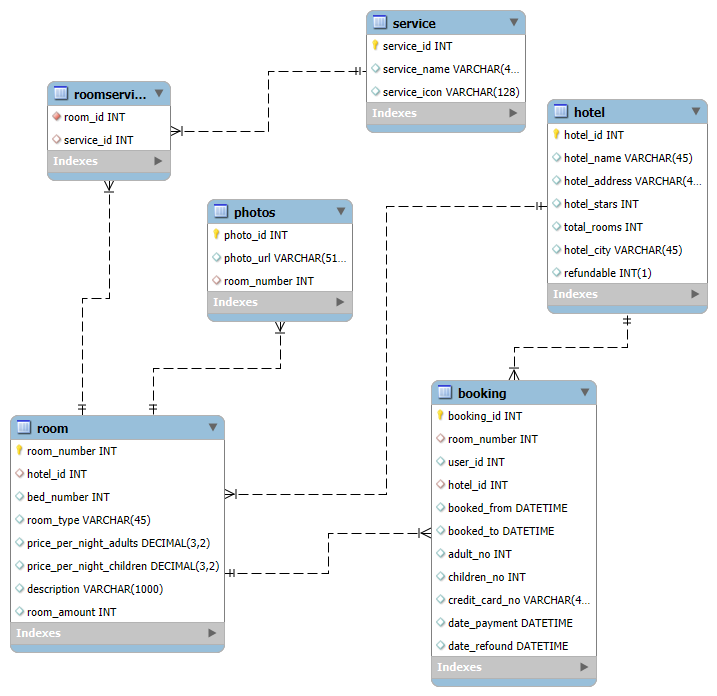 service
service_id INT
service_name VARCHAR(4...
service_icon VARCHAR(128)
Indexes
roomservi...
room_id INT
service_id INT
Indexes
hotel
hotel_id INT
hotel_name VARCHAR(45)
hotel_address VARCHAR(4...
hotel_stars INT
total_rooms INT
hotel_city VARCHAR(45)
refundable INT(1)
Indexes
photos
photo_id INT
photo_url VARCHAR(51...
room_number INT
Indexes
room
room_number INT
hotel_id INT
bed_number INT
room_type VARCHAR(45)
price_per_night_adults DECIMAL(3,2)
price_per_night_children DECIMAL(3,2)
description VARCHAR(1000)
room_amount INT
Indexes
booking
booking_id INT
room_number INT
user_id INT
hotel_id INT
booked_from DATETIME
booked_to DATETIME
adult_no INT
children_no INT
credit_card_no VARCHAR(4...
date_payment DATETIME
date_refound DATETIME
Indexes